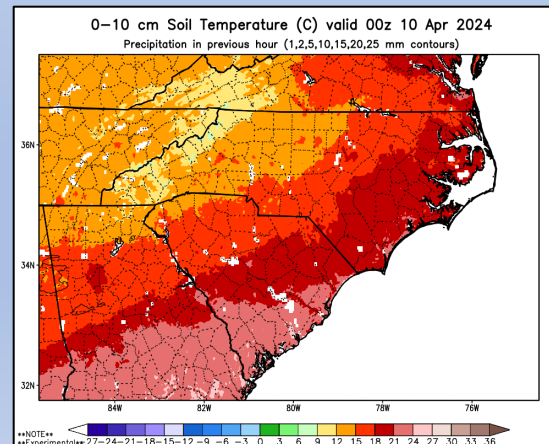 0-10 cm Soil Temperature (C) valid 00z 10 Apr 2024
Precipitation in previous hour (1,2,5,10,15,20,25 mm contours)
36N
34N
32N
84W 82W 80W 78W 76W
**NOTE**
**Experimental** 27-24-21-18-15-12-9 -6 -3 0 3 6 9 12 15 18 21 24 27 30 33 36